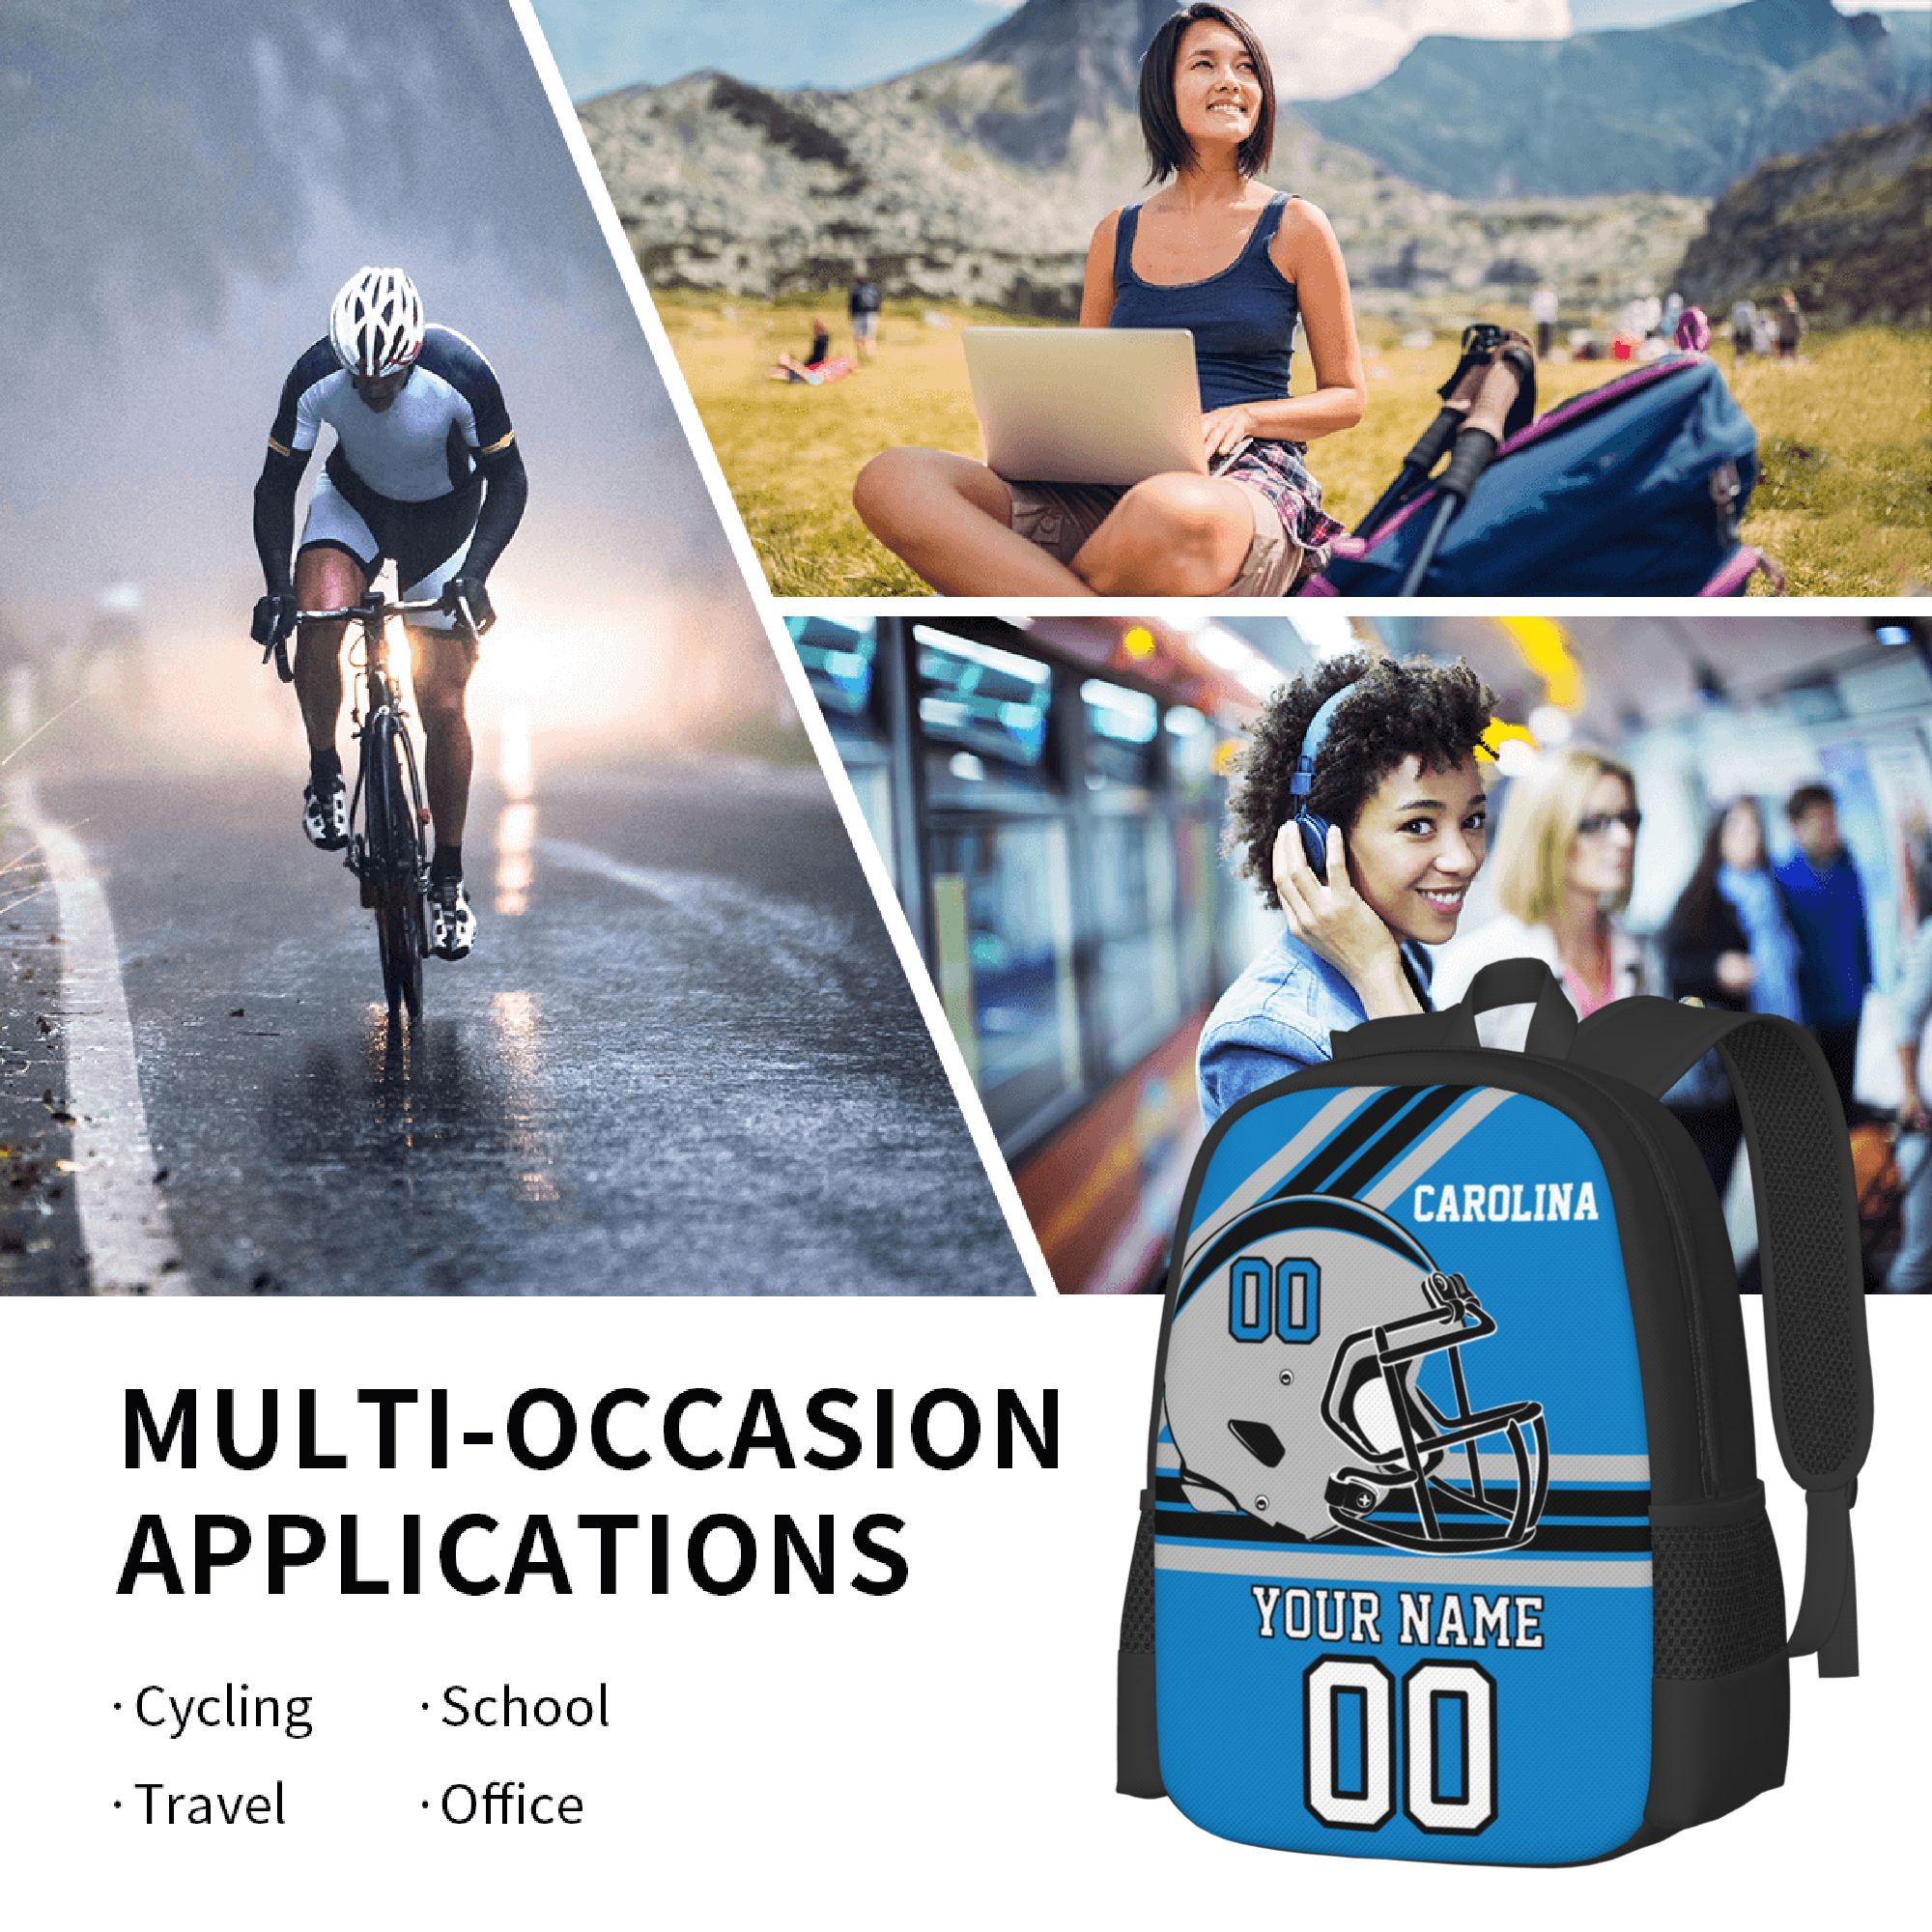 MULTI-OCCASION
APPLICATIONS
· Cycling
· School
· Travel
· Office
CAROLINA
00
YOUR NAME
00